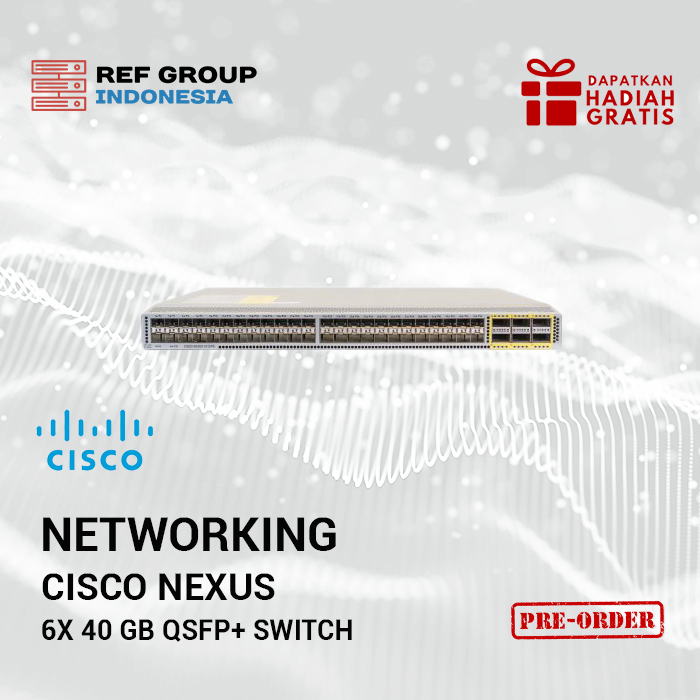 REF GROUP
INDONESIA
DAPATKAN
HADIAH
GRATIS
CISCO
NETWORKING
CISCO NEXUS
6X 40 GB QSFP+ SWITCH
PRE-ORDER